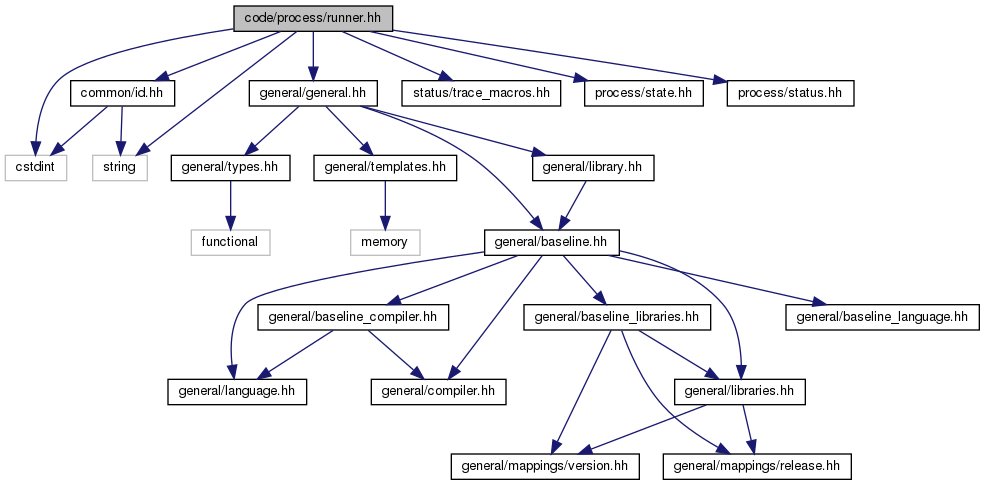 code/process/runner.hh
common/id.hh
general/general.hh
status/trace_macros.hh
process/state.hh
process/status.hh
cstdint
string
general/types.hh
general/templates.hh
general/library.hh
functional
memory
general/baseline.hh
general/baseline_compiler.hh
general/baseline_libraries.hh
general/baseline_language.hh
general/language.hh
general/compiler.hh
general/libraries.hh
general/mappings/version.hh
general/mappings/release.hh